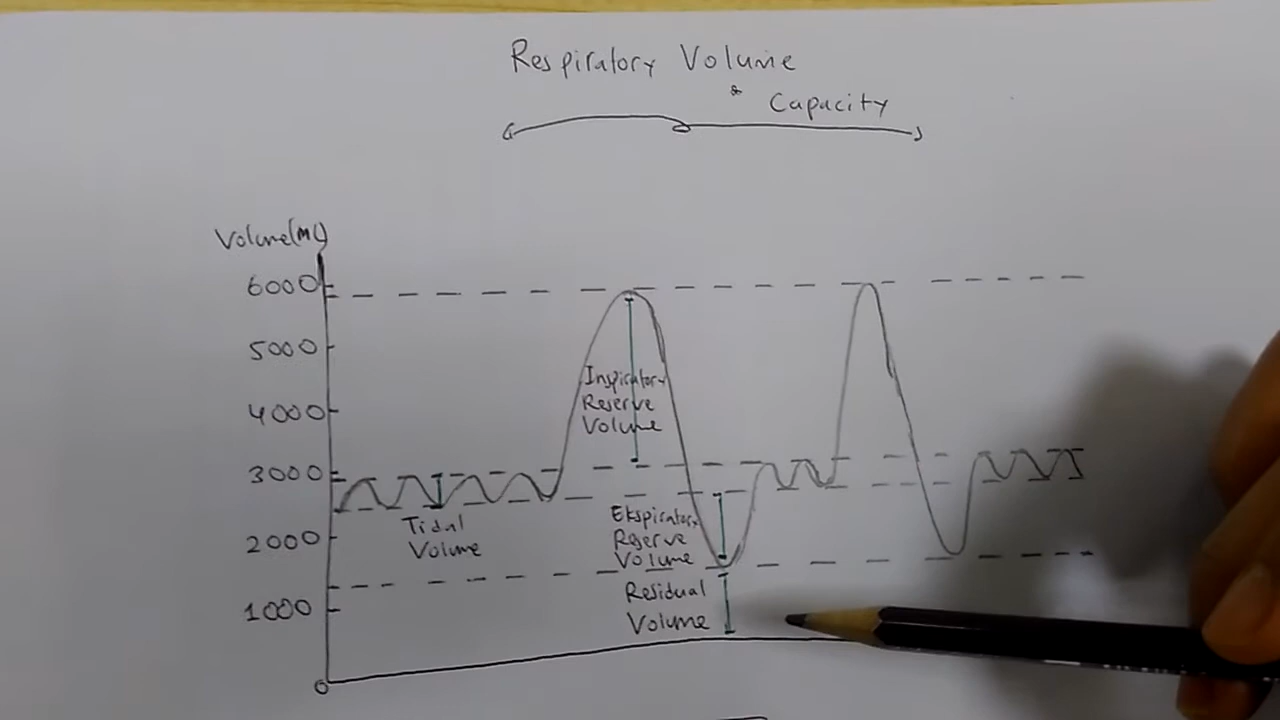 Respiratory Volume
& Capacity
Volume(mL)
6000
5000
4000
3000
2000
1000
0
Inspiratory
Reserve
Volume
Tidal
Volume
Ekspiratory
Reserve
Volume
Residual
Volume